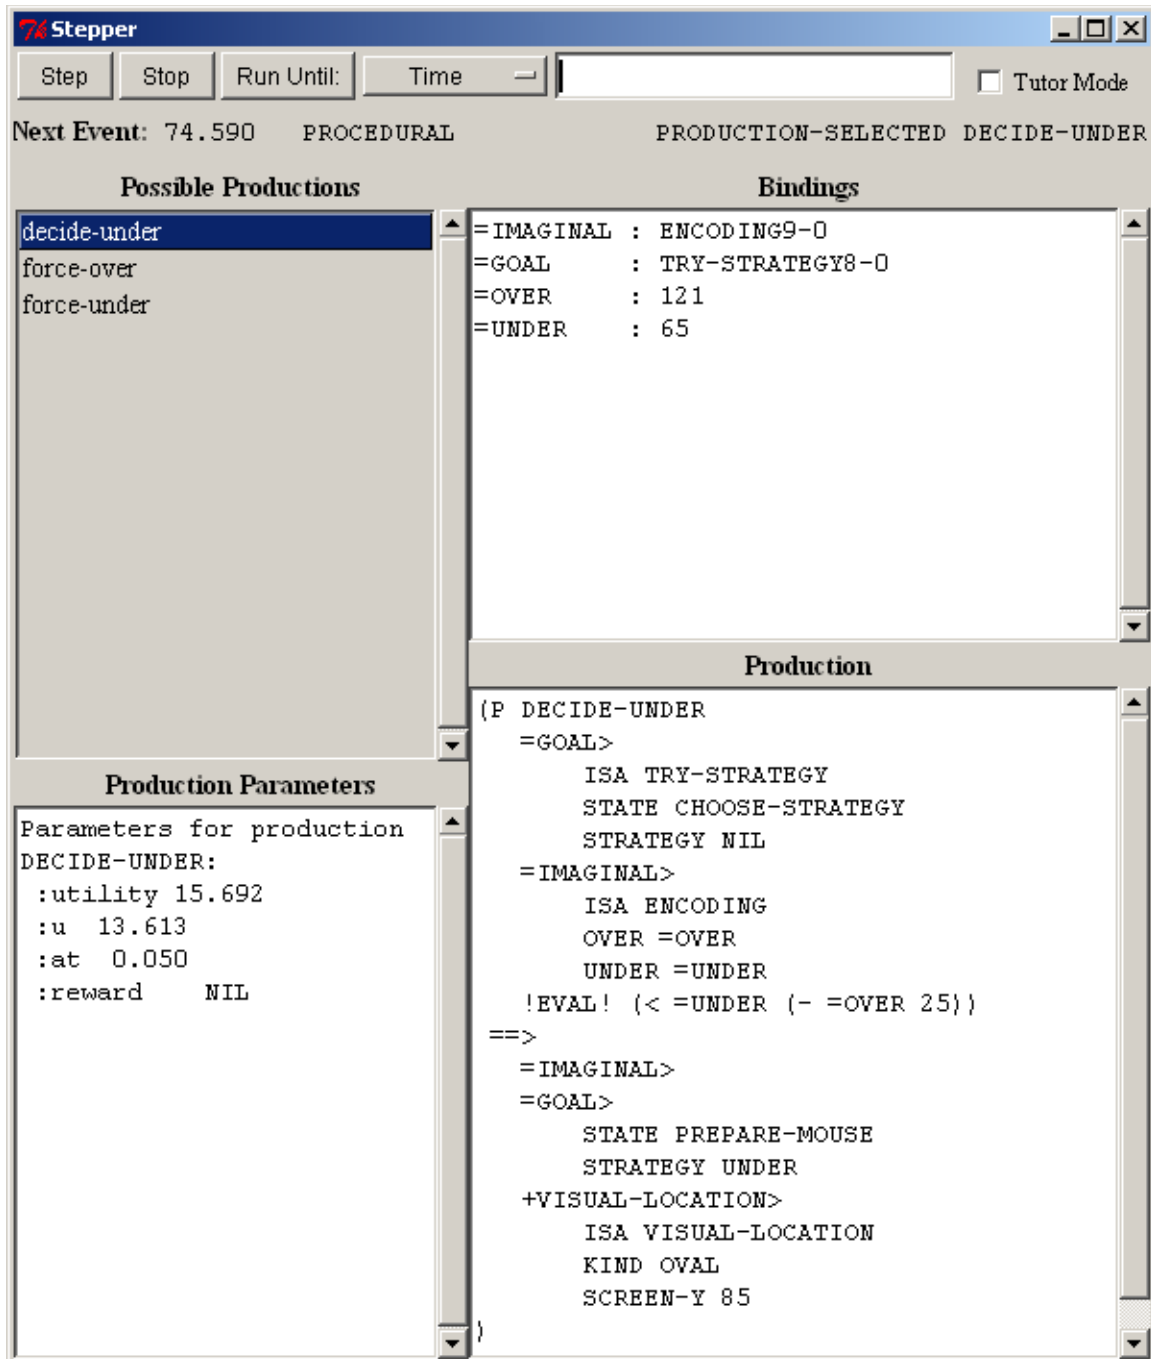 Stepper
Step Stop Run Until: Time Tutor Mode
Next Event: 74.590 PROCEDURAL PRODUCTION-SELECTED DECIDE-UNDER
Possible Productions
decide-under
force-over
force-under
Bindings
=IMAGINAL : ENCODING9-0
=GOAL : TRY-STRATEGY8-0
=OVER : 121
=UNDER : 65
Production Parameters
Parameters for production
DECIDE-UNDER:
:utility 15.692
:u 13.613
:at 0.050
:reward NIL
Production
(P DECIDE-UNDER
=GOAL>
ISA TRY-STRATEGY
STATE CHOOSE-STRATEGY
STRATEGY NIL
=IMAGINAL>
ISA ENCODING
OVER =OVER
UNDER =UNDER
!EVAL! (< =UNDER (- =OVER 25))
==>
=IMAGINAL>
=GOAL>
STATE PREPARE-MOUSE
STRATEGY UNDER
+VISUAL-LOCATION>
ISA VISUAL-LOCATION
KIND OVAL
SCREEN-Y 85
)